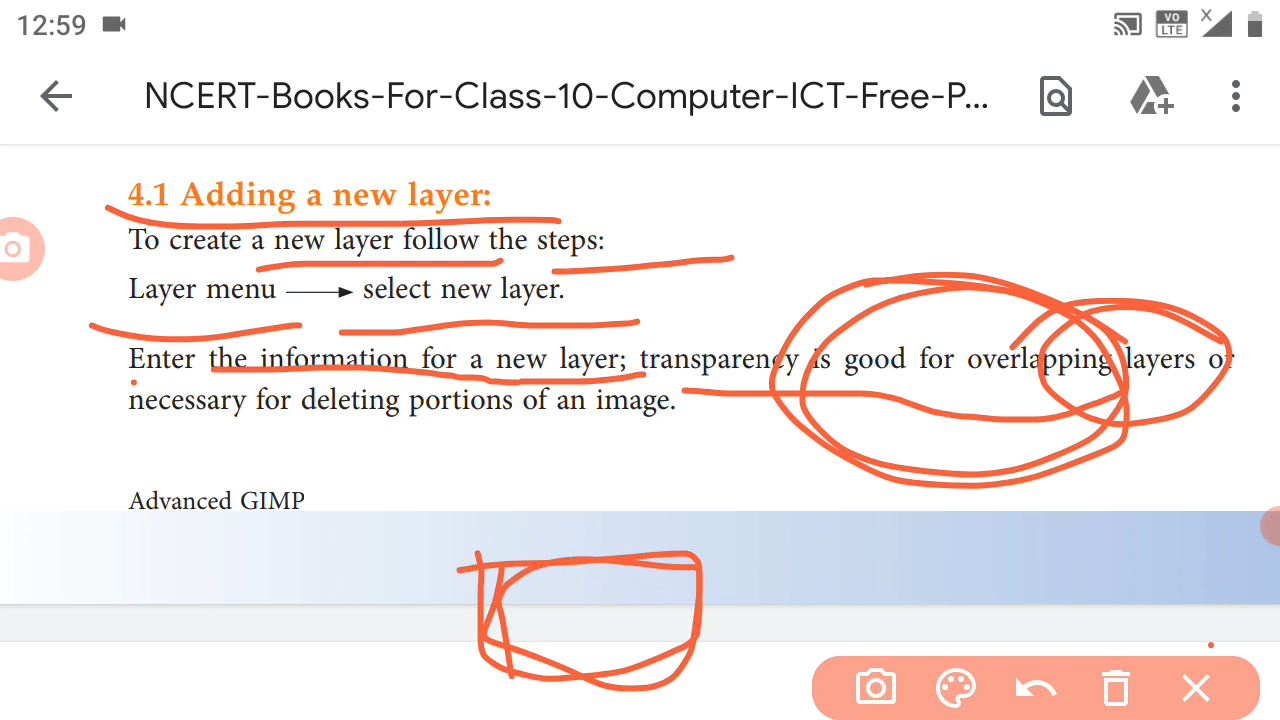 12:59
VO LTE X
NCERT-Books-For-Class-10-Computer-ICT-Free-P...
4.1 Adding a new layer:
To create a new layer follow the steps:
Layer menu ⟶ select new layer.
Enter the information for a new layer; transparency is good for overlapping layers or
necessary for deleting portions of an image.
Advanced GIMP